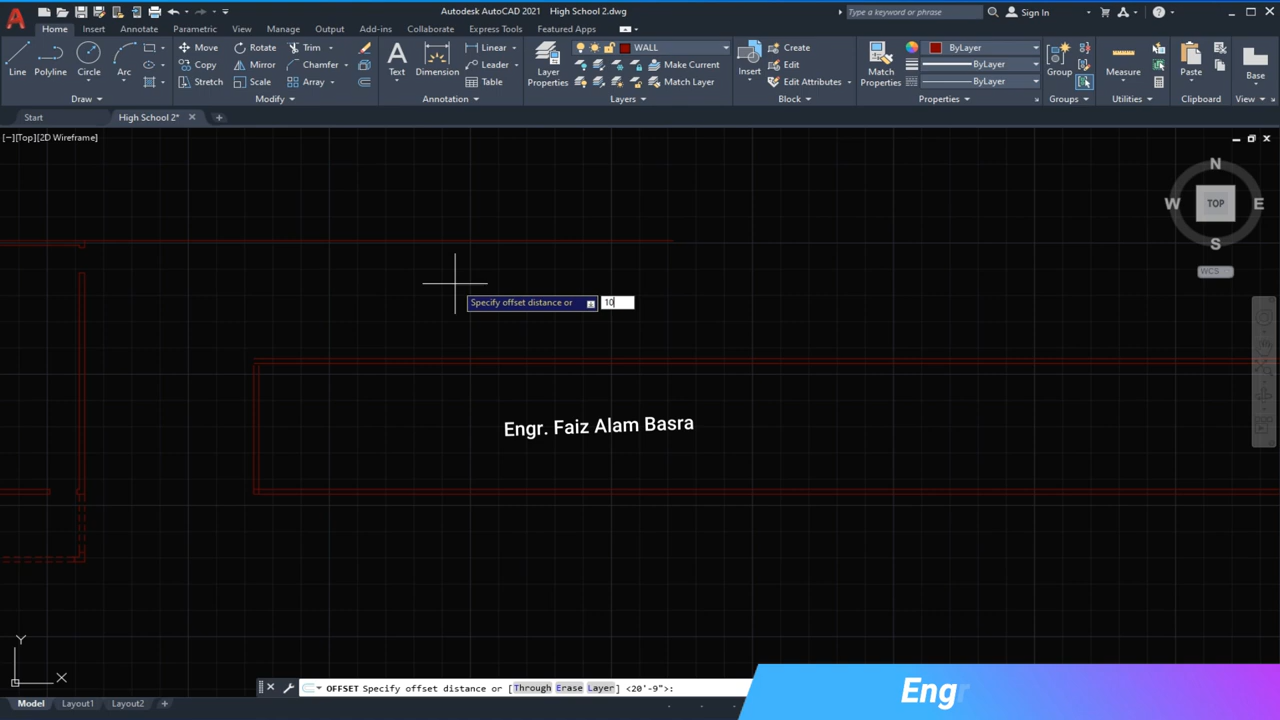 Autodesk AutoCAD 2021 High School 2.dwg
Type a keyword or phrase
Sign In
Home Insert Annotate Parametric View Manage Output Add-ins Collaborate Express Tools Featured Apps
Line Polyline Circle Arc
Move Rotate Trim
Copy Mirror Chamfer
Stretch Scale Array
Text Dimension
Linear
Leader
Table
Layer Properties
WALL
Make Current
Match Layer
Insert
Create
Edit
Edit Attributes
Match Properties
ByLayer
ByLayer
ByLayer
Group
Measure
Paste
Base
Draw Modify Annotation Layers Block Properties Groups Utilities Clipboard View
Start High School 2*
[−][Top][2D Wireframe]
N
W TOP E
S
WCS
Specify offset distance or 10
Engr. Faiz Alam Basra
Y
X
OFFSET Specify offset distance or [Through Erase Layer] <20'-9">:
Engr
Model Layout1 Layout2